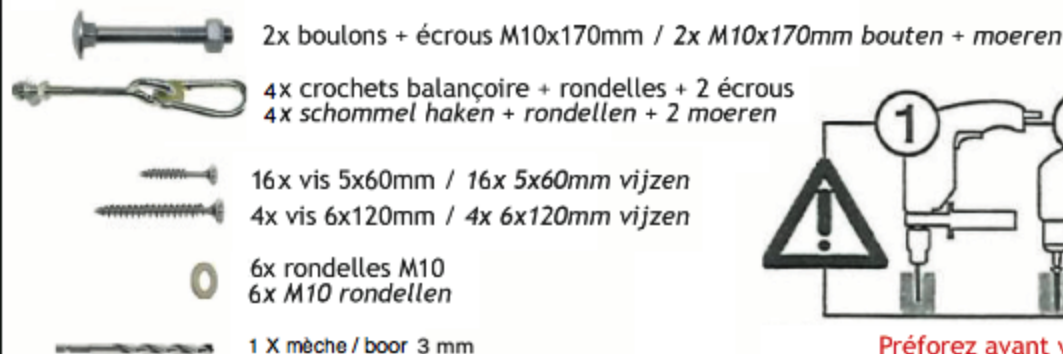 2x boulons + écrous M10x170mm / 2x M10x170mm bouten + moeren
4x crochets balançoire + rondelles + 2 écrous
4x schommel haken + rondellen + 2 moeren
16x vis 5x60mm / 16x 5x60mm vijzen
4x vis 6x120mm / 4x 6x120mm vijzen
6x rondelles M10
6x M10 rondellen
1 X mèche / boor 3 mm
1
Préforez avant